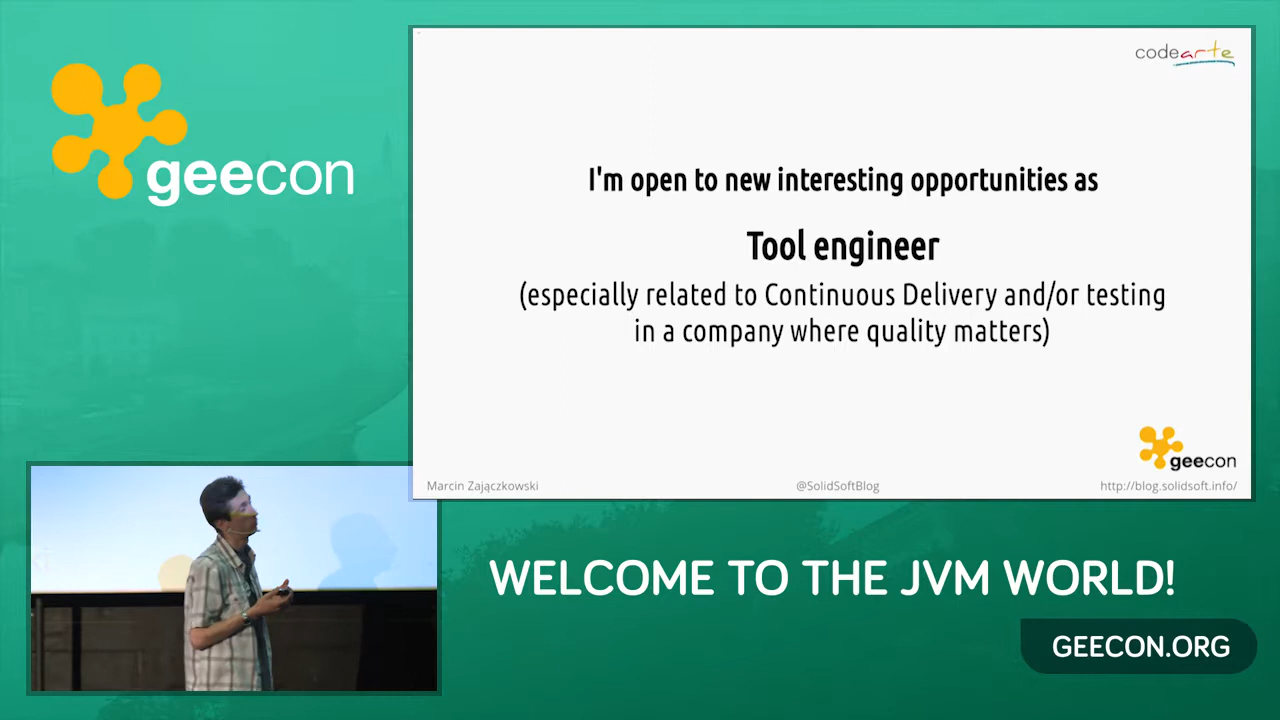 geecon
codearte
I'm open to new interesting opportunities as
Tool engineer
(especially related to Continuous Delivery and/or testing
in a company where quality matters)
geecon
Marcin Zajączkowski
@SolidSoftBlog
http://blog.solidsoft.info/
WELCOME TO THE JVM WORLD!
GEECON.ORG